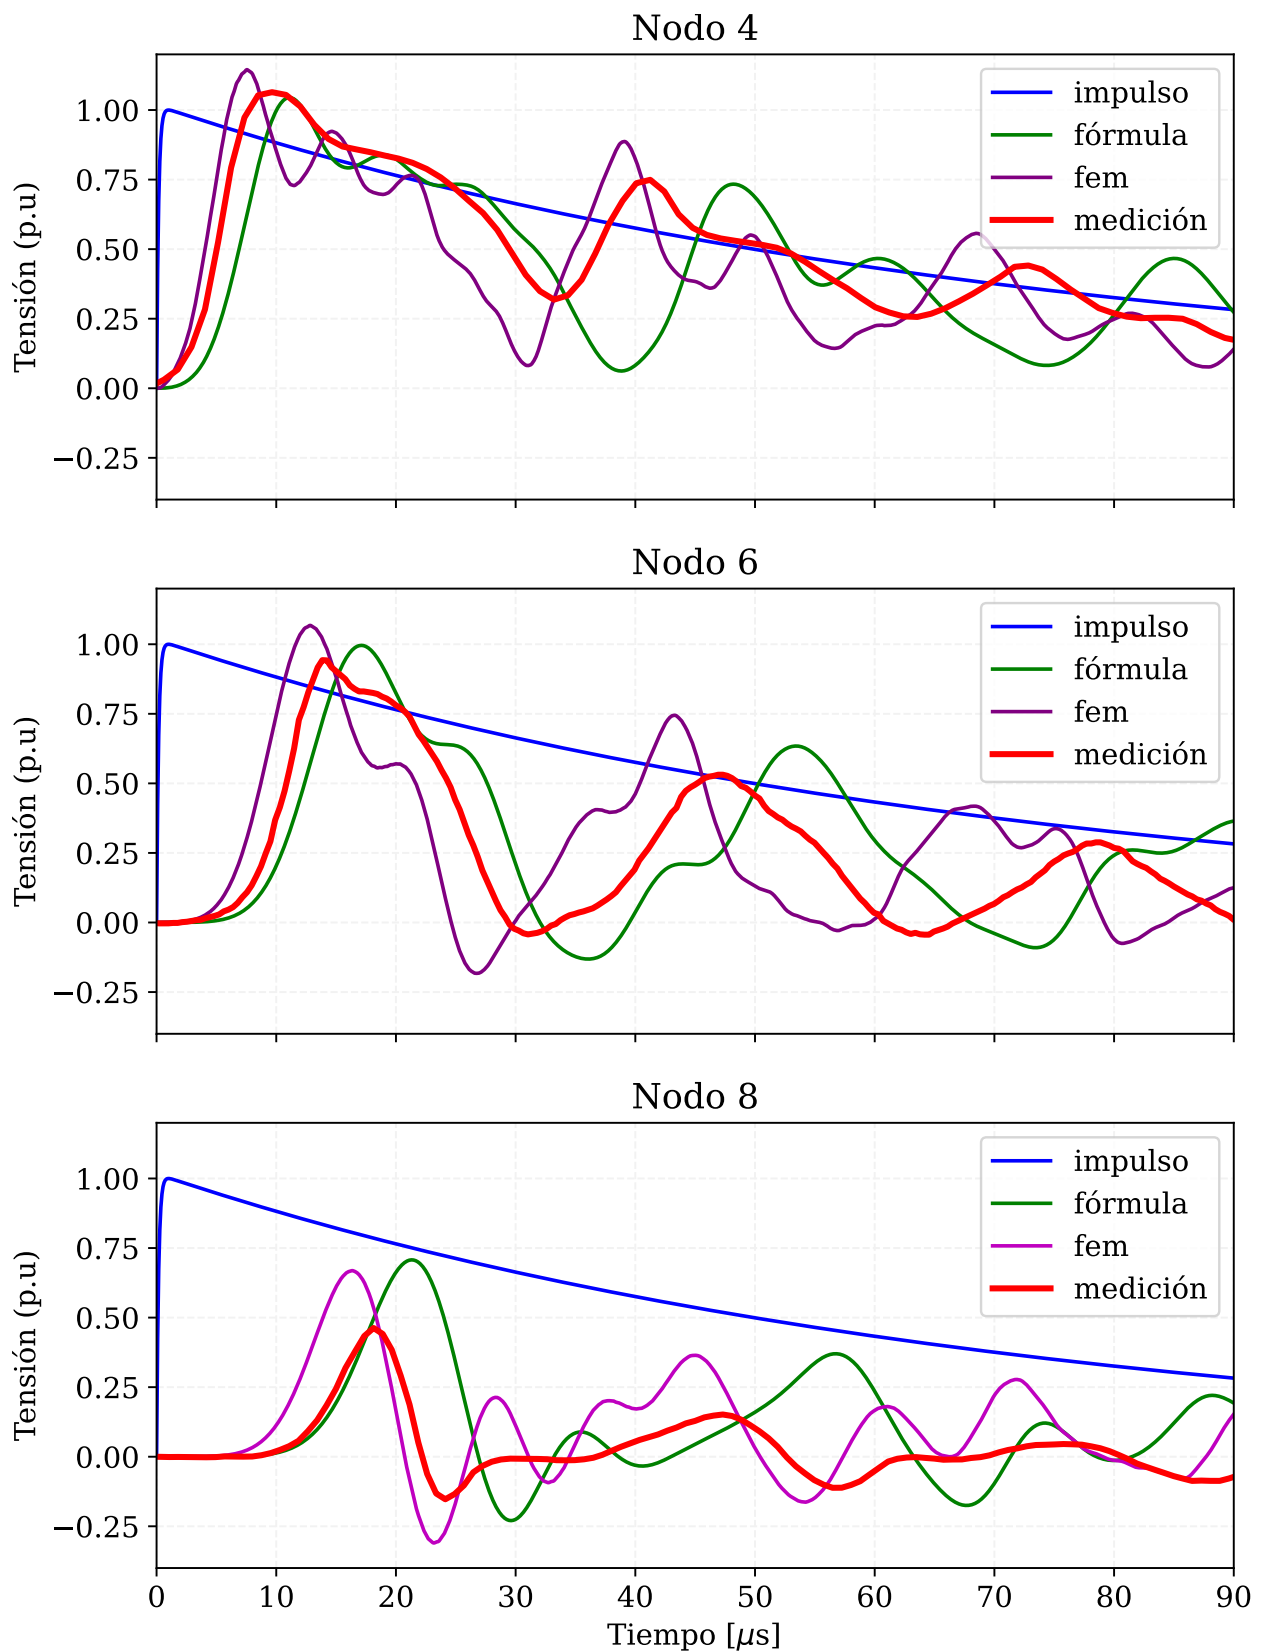 Nodo 4
Tensión (p.u)
1.00
0.75
0.50
0.25
0.00
−0.25
impulso
fórmula
fem
medición
Nodo 6
Tensión (p.u)
1.00
0.75
0.50
0.25
0.00
−0.25
impulso
fórmula
fem
medición
Nodo 8
Tensión (p.u)
1.00
0.75
0.50
0.25
0.00
−0.25
impulso
fórmula
fem
medición
0 10 20 30 40 50 60 70 80 90
Tiempo [μs]